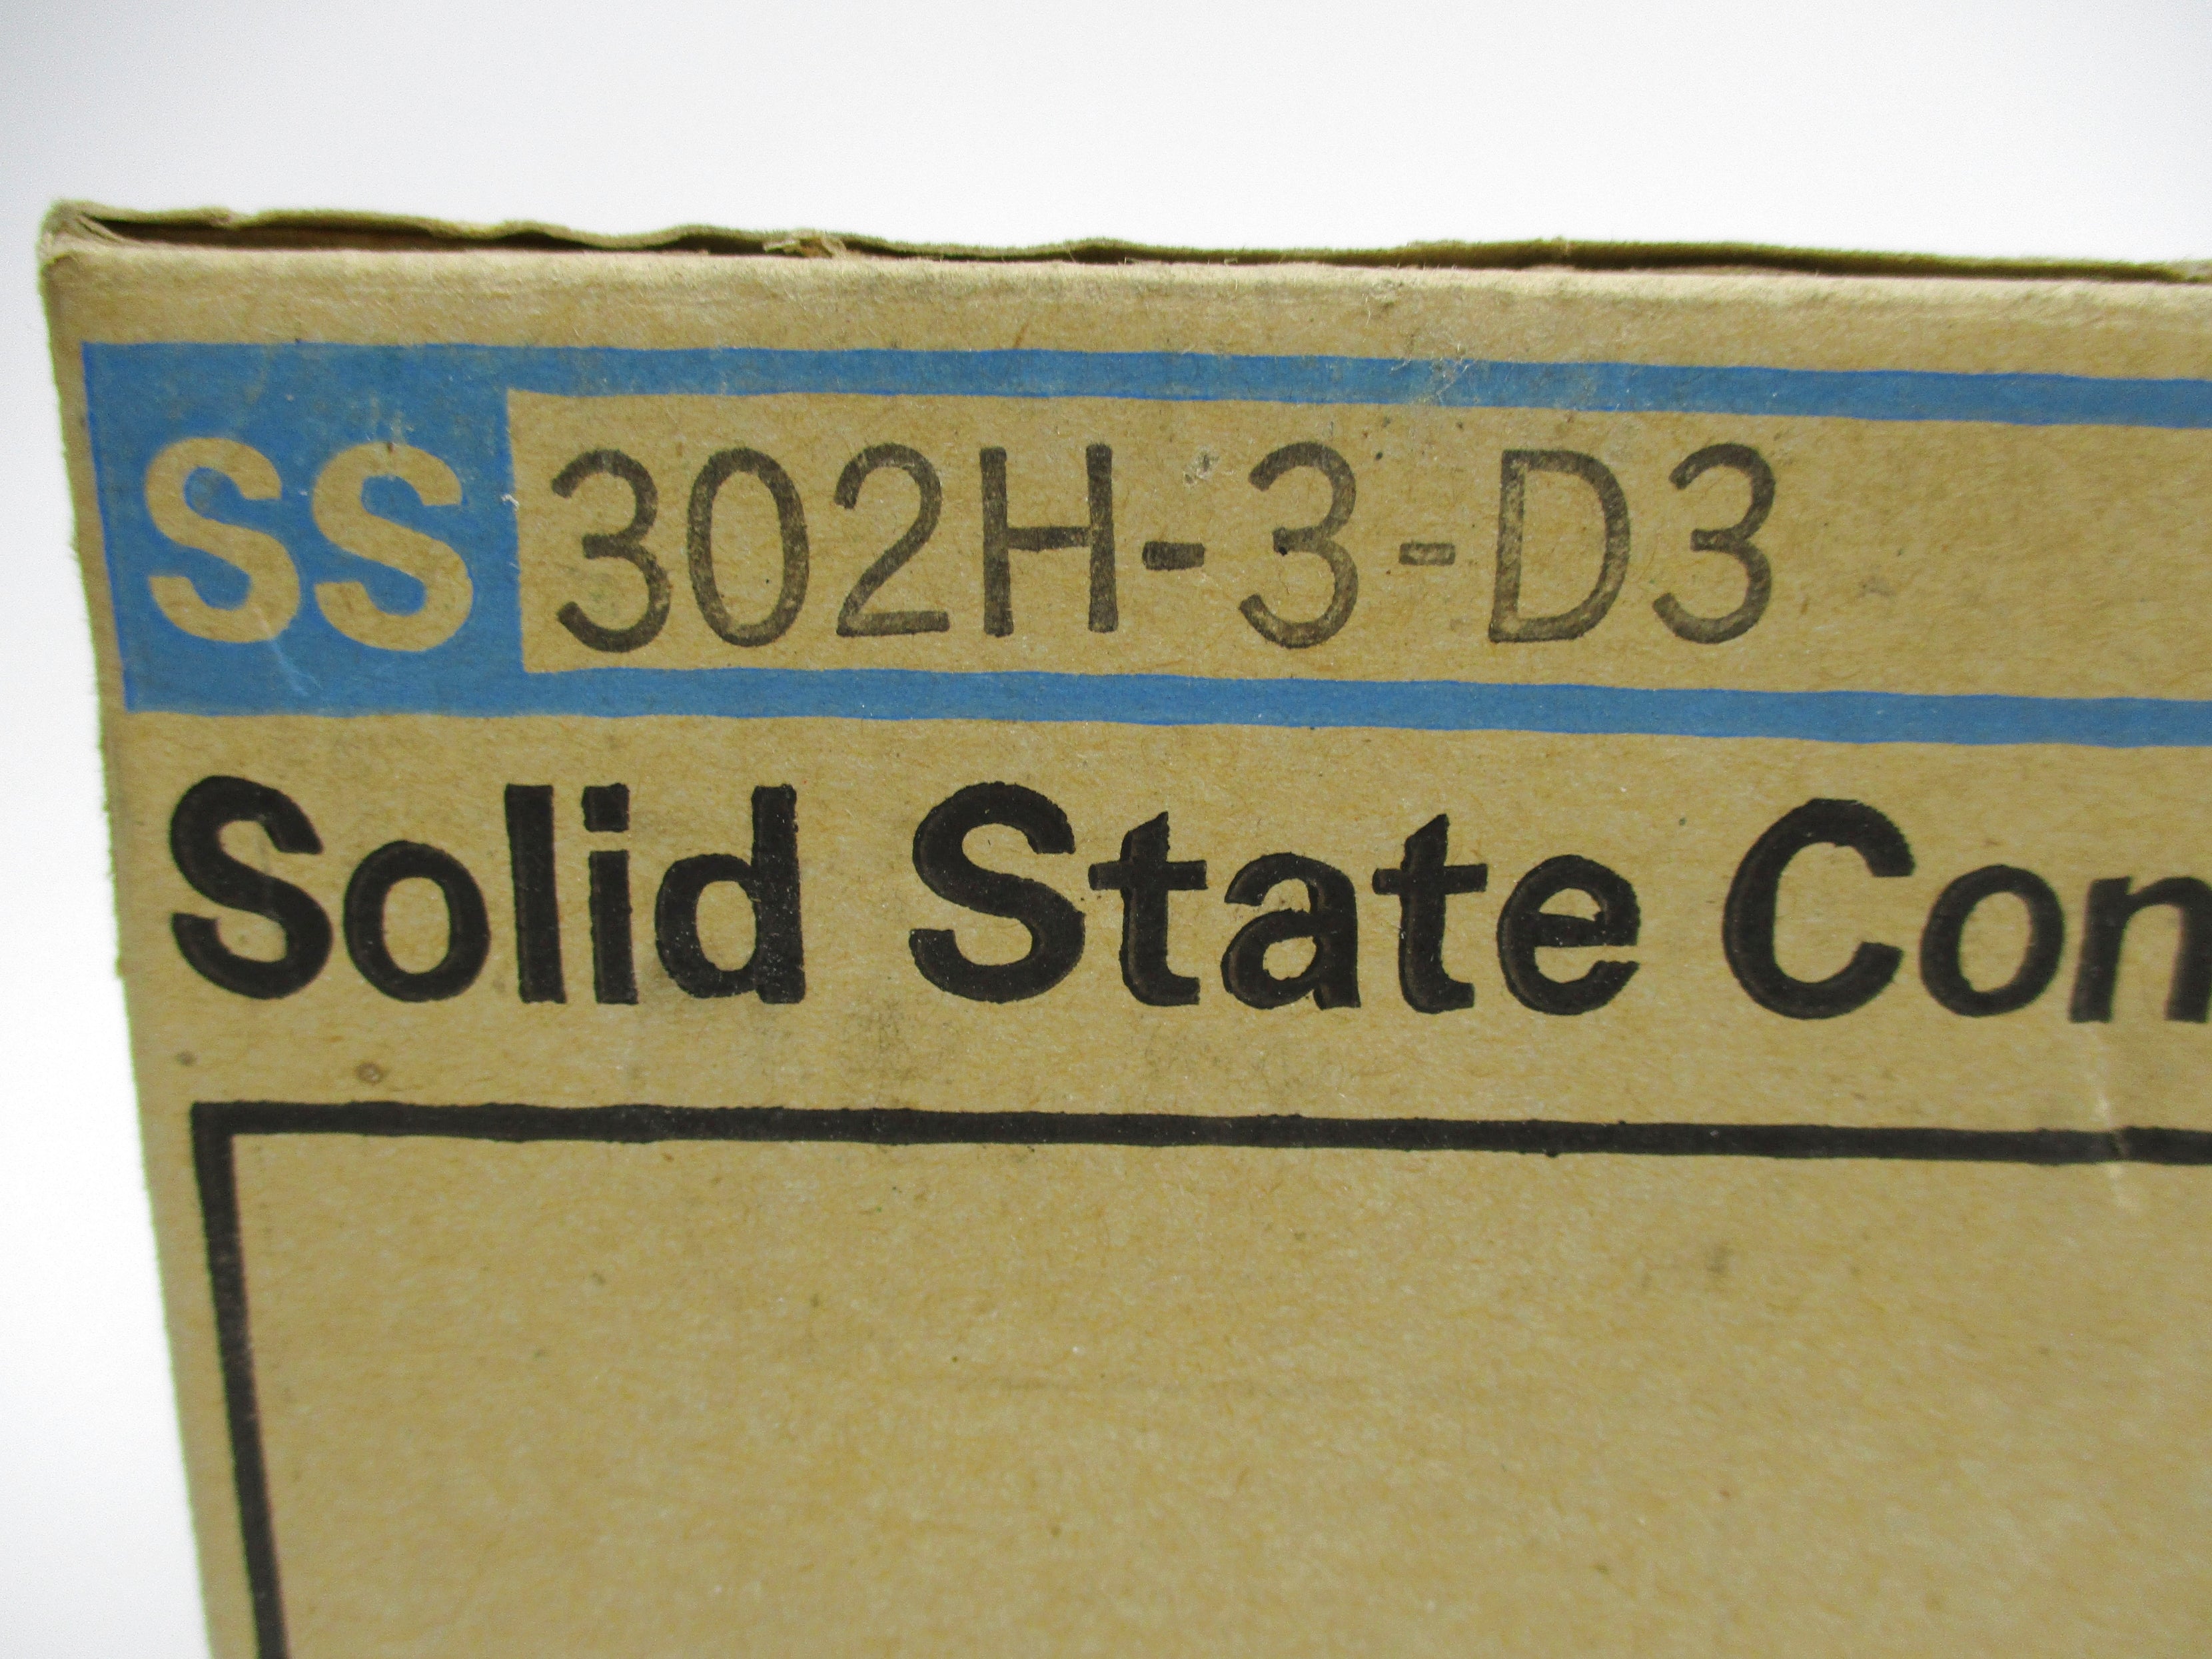 SS 302H-3-D3
Solid State Con